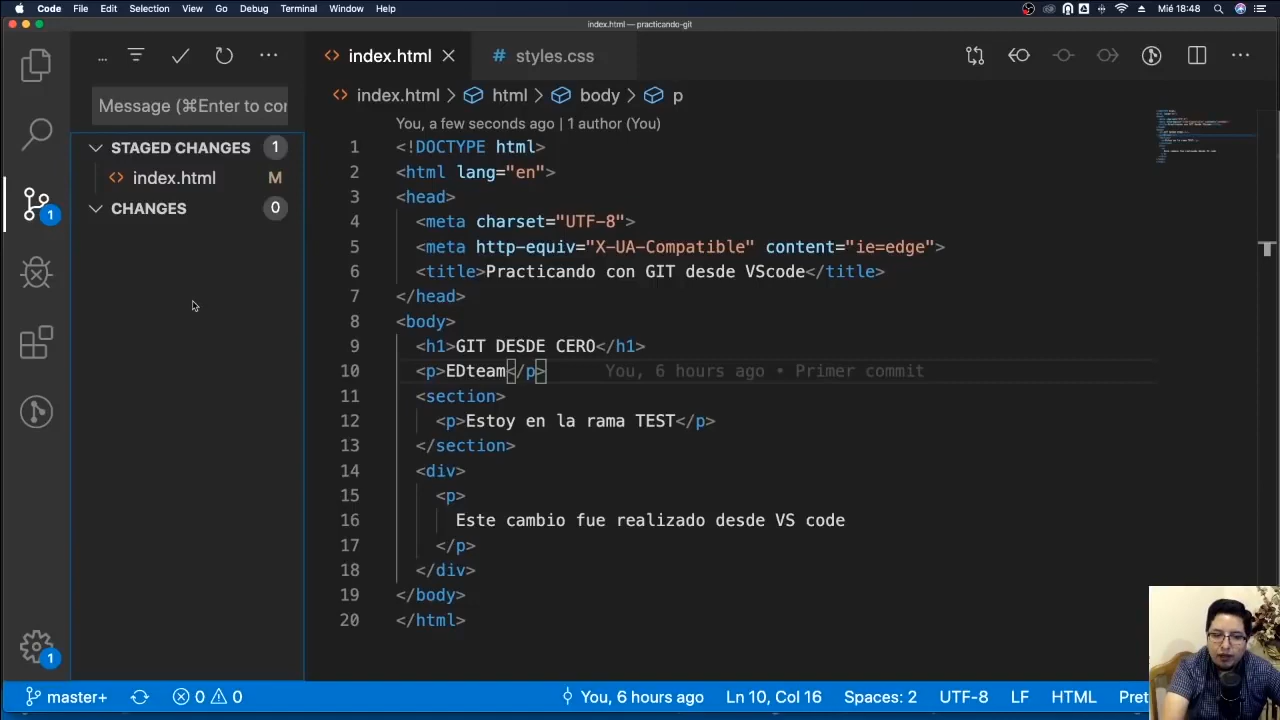 Code File Edit Selection View Go Debug Terminal Window Help Mié 18:48
index.html — practicando-git
... ...
Message (⌘Enter to cor
STAGED CHANGES 1
index.html M
CHANGES 0
1
1
index.html styles.css
index.html html body p
You, a few seconds ago | 1 author (You)
1 <!DOCTYPE html>
2 <html lang="en">
3 <head>
4 <meta charset="UTF-8">
5 <meta http-equiv="X-UA-Compatible" content="ie=edge">
6 <title>Practicando con GIT desde VScode</title>
7 </head>
8 <body>
9 <h1>GIT DESDE CERO</h1>
10 <p>EDteam</p> You, 6 hours ago • Primer commit
11 <section>
12 <p>Estoy en la rama TEST</p>
13 </section>
14 <div>
15 <p>
16 Este cambio fue realizado desde VS code
17 </p>
18 </div>
19 </body>
20 </html>
master+ 0 0 You, 6 hours ago Ln 10, Col 16 Spaces: 2 UTF-8 LF HTML Pret